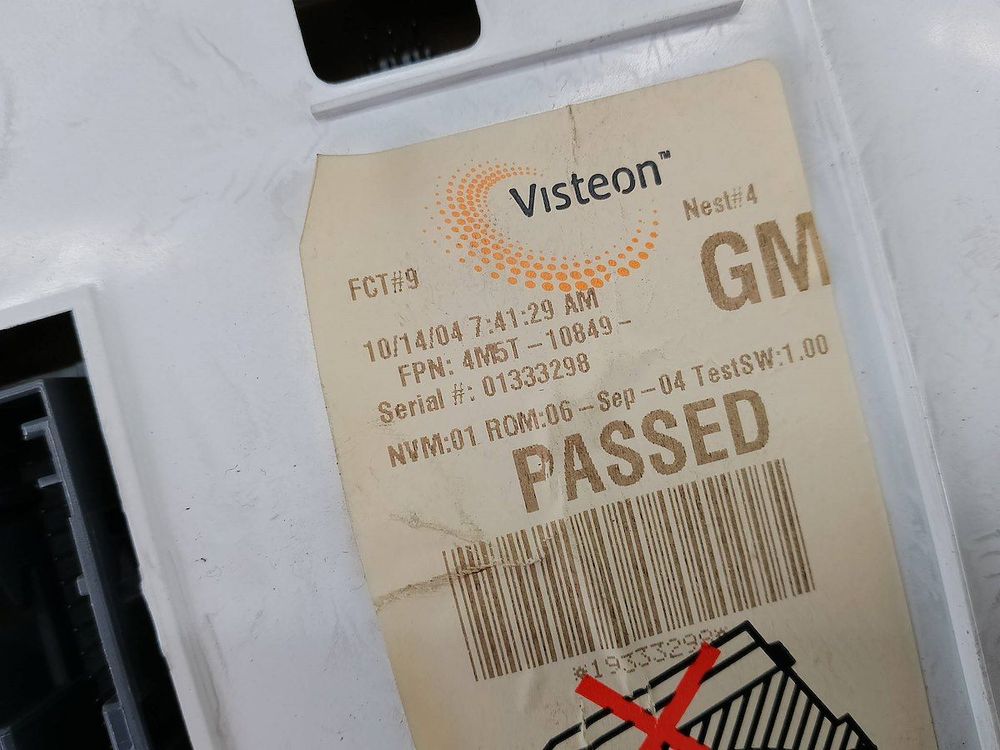 Visteon™
Nest#4
GM
FCT#9
10/14/04 7:41:29 AM
FPN: 4M5T-10849-
Serial #: 01333298
NVM:01 ROM:06-Sep-04 TestSW:1.00
PASSED